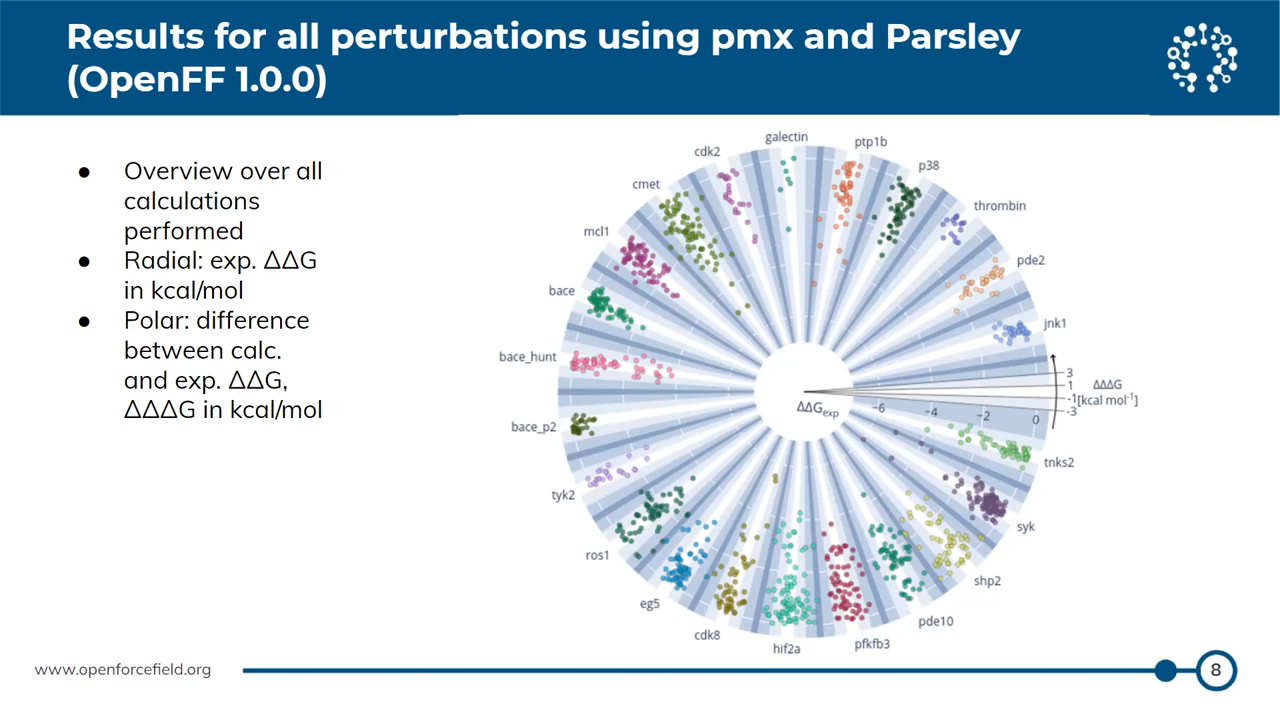 Results for all perturbations using pmx and Parsley
(OpenFF 1.0.0)
● Overview over all
calculations
performed
● Radial: exp. ΔΔG
in kcal/mol
● Polar: difference
between calc.
and exp. ΔΔG,
ΔΔΔG in kcal/mol
galectin
ptp1b
cdk2
p38
cmet
thrombin
mcl1
pde2
bace
jnk1
bace_hunt
3
1
-1
-3
ΔΔΔG
[kcal mol⁻¹]
ΔΔGexp
−6
−4
−2
0
bace_p2
tnks2
tyk2
syk
ros1
shp2
eg5
pde10
cdk8
pfkfb3
hif2a
www.openforcefield.org
8